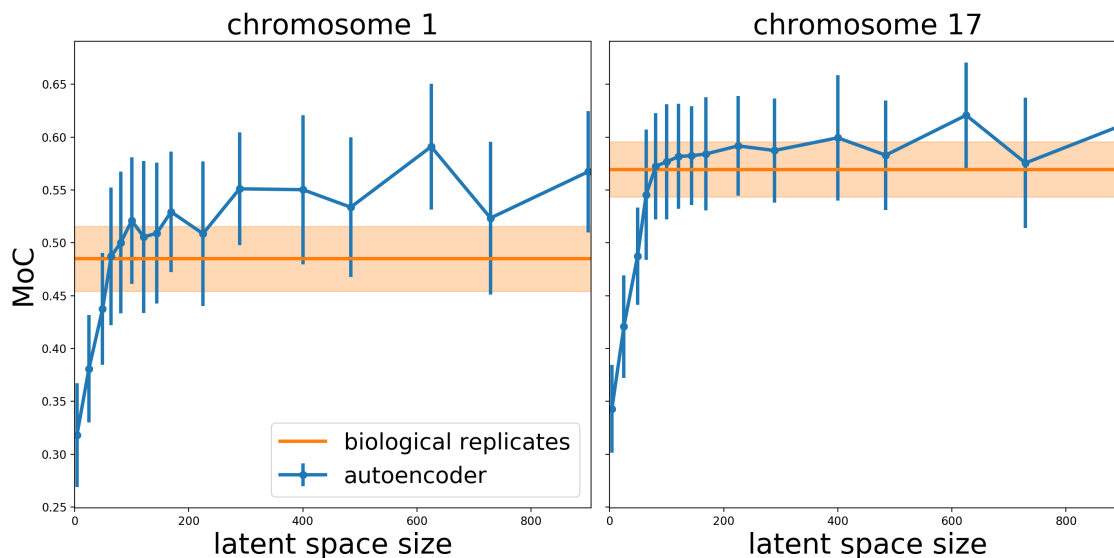 chromosome 1
chromosome 17
MoC
0.65
0.60
0.55
0.50
0.45
0.40
0.35
0.30
0.25
biological replicates
autoencoder
0 200 400 600 800
0 200 400 600 800
latent space size
latent space size